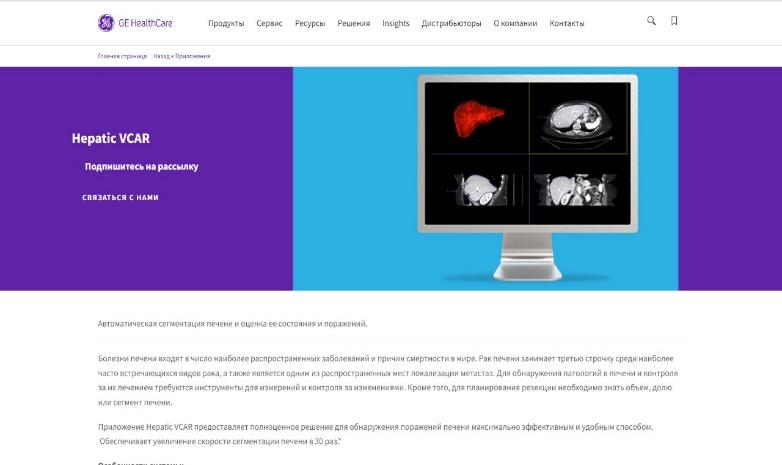 GE HealthCare
Продукты Сервис Ресурсы Решения Insights Дистрибьюторы О компании Контакты
Главная страница Назад к Приложения
Hepatic VCAR
Подпишитесь на рассылку
СВЯЗАТЬСЯ С НАМИ
Автоматическая сегментация печени и оценка ее состояния и поражений.
Болезни печени входят в число наиболее распространенных заболеваний и причин смертности в мире. Рак печени занимает третью строчку среди наиболее
часто встречающихся видов рака, а также является одним из распространенных мест локализации метастаз. Для обнаружения патологий в печени и контроля
за их лечением требуются инструменты для измерений и контроля за изменениями. Кроме того, для планирования резекции необходимо знать объем, долю
или сегмент печени.
Приложение Hepatic VCAR предоставляет полноценное решение для обнаружения поражений печени максимально эффективным и удобным способом.
Обеспечивает увеличение скорости сегментации печени в 30 раз.*